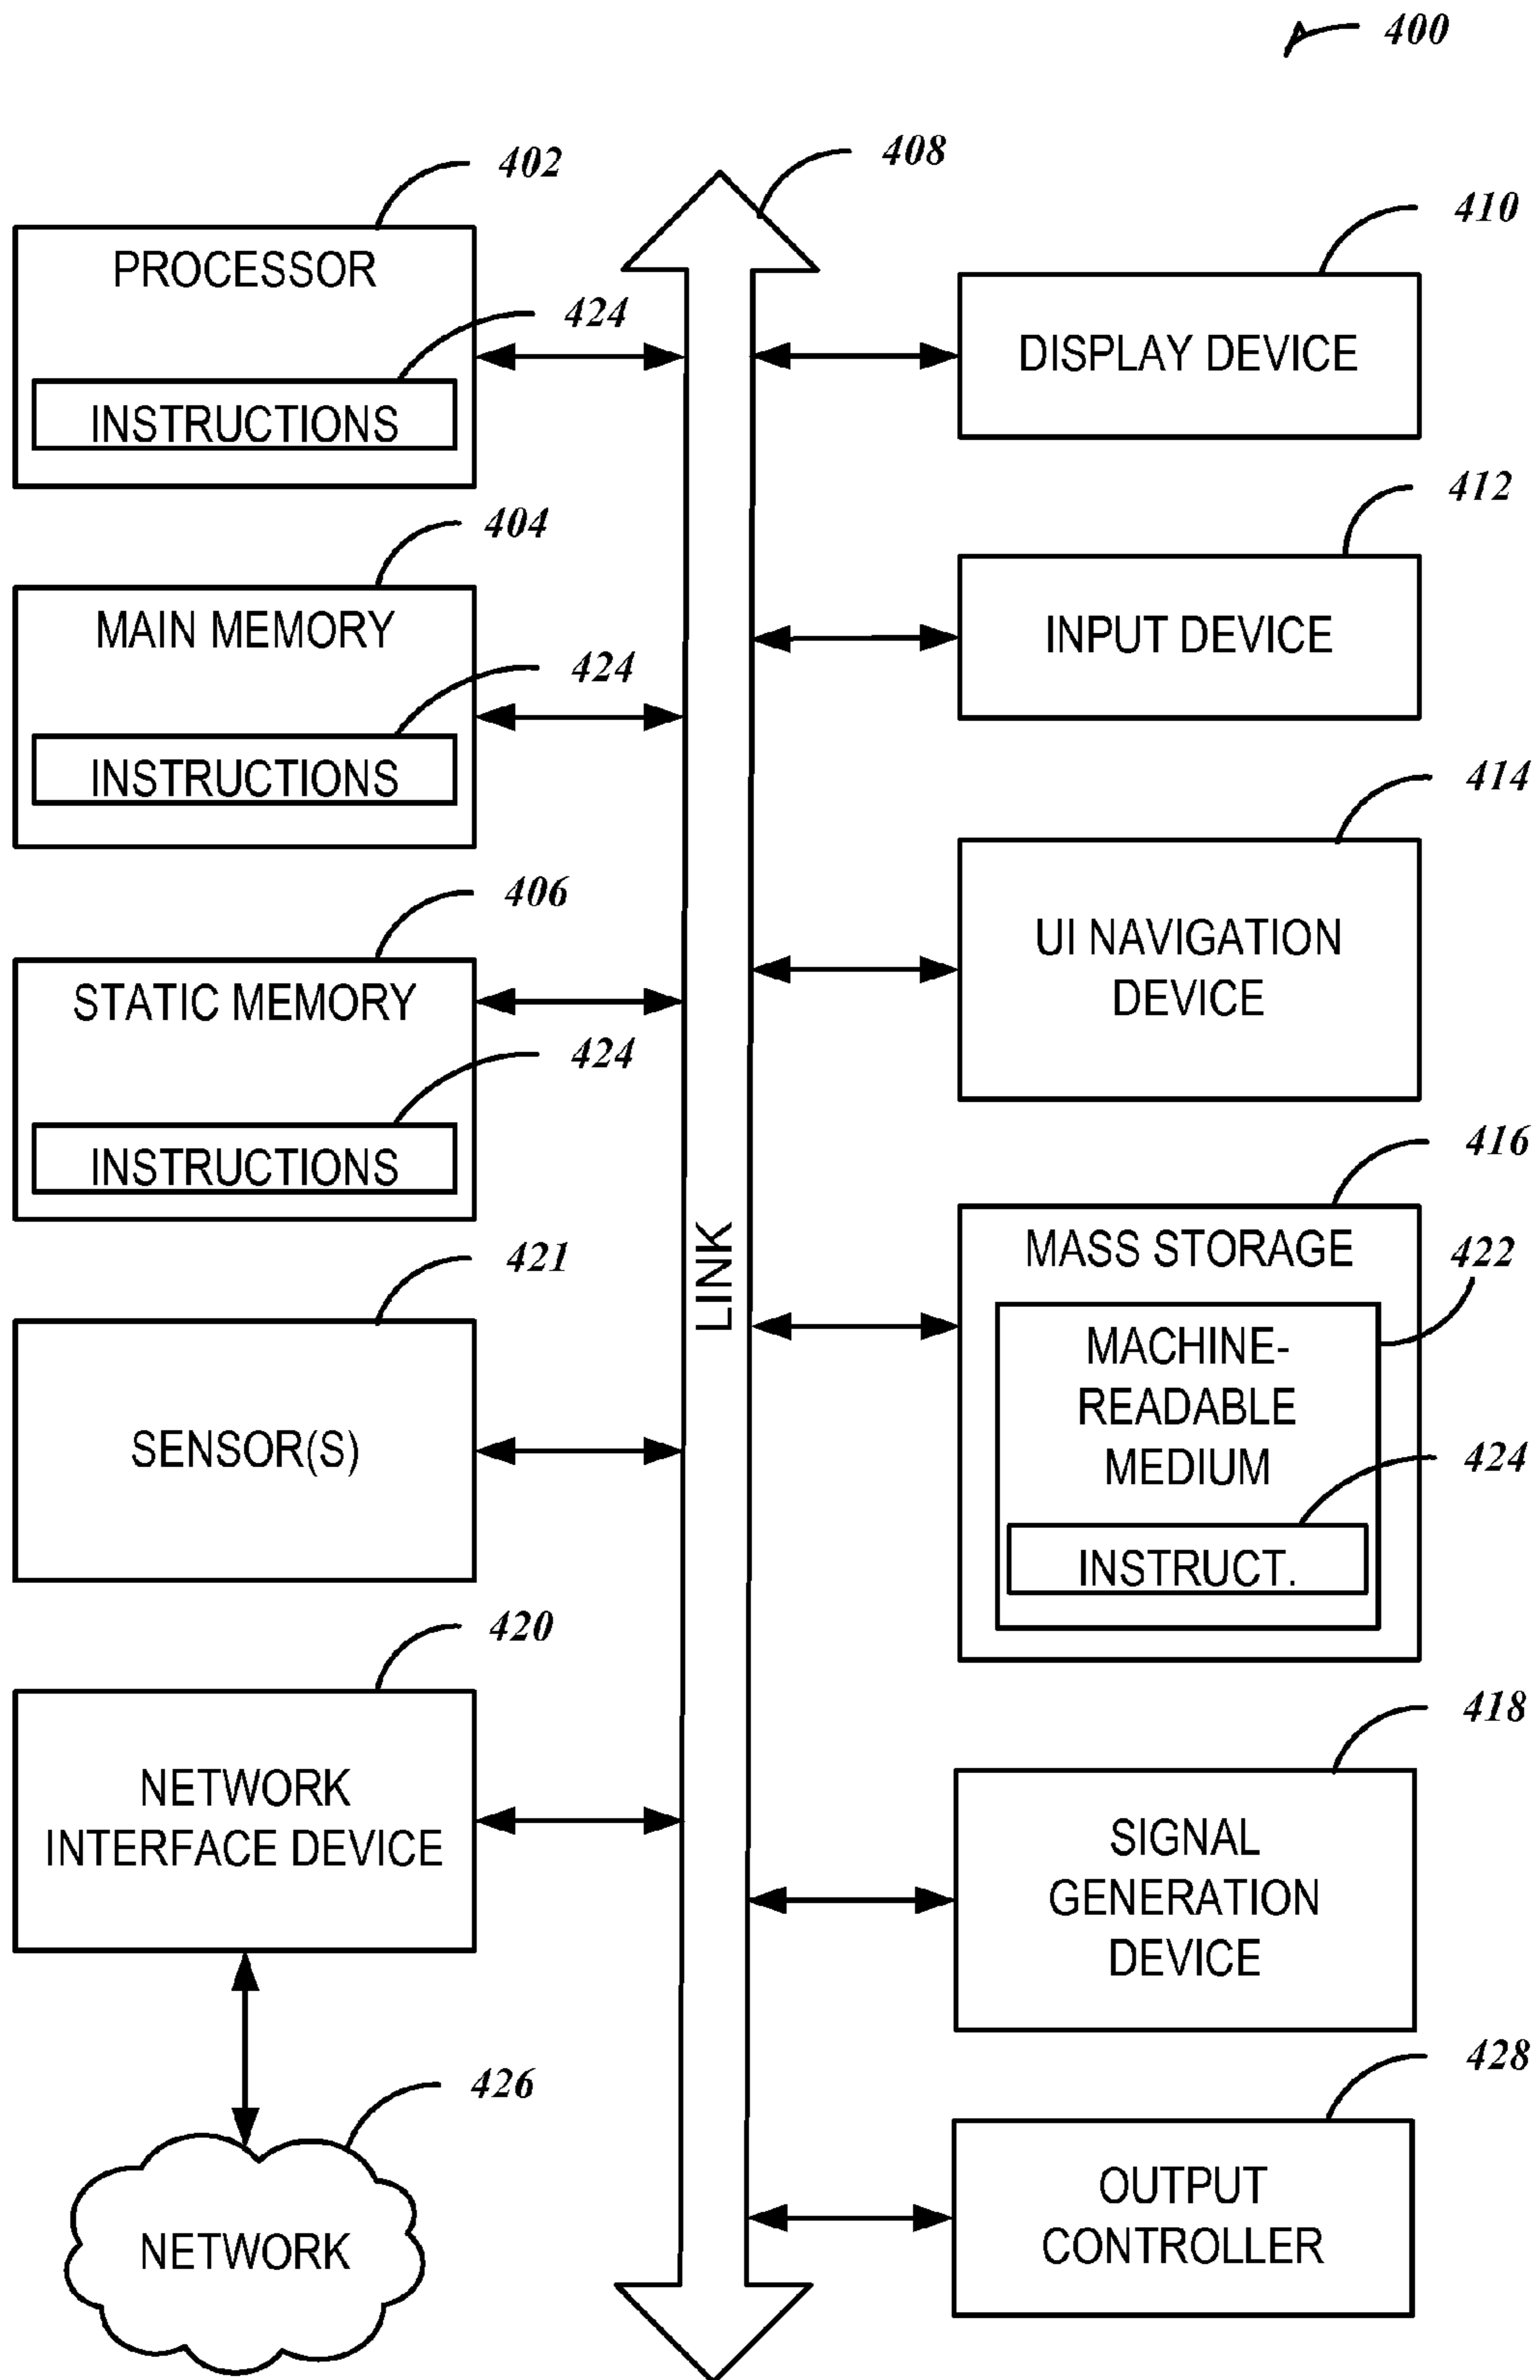 400
402
PROCESSOR
424
INSTRUCTIONS
404
MAIN MEMORY
424
INSTRUCTIONS
406
STATIC MEMORY
424
INSTRUCTIONS
421
SENSOR(S)
420
NETWORK
INTERFACE DEVICE
426
NETWORK
408
LINK
410
DISPLAY DEVICE
412
INPUT DEVICE
414
UI NAVIGATION
DEVICE
416
MASS STORAGE
422
MACHINE-
READABLE
MEDIUM
424
INSTRUCT.
418
SIGNAL
GENERATION
DEVICE
428
OUTPUT
CONTROLLER